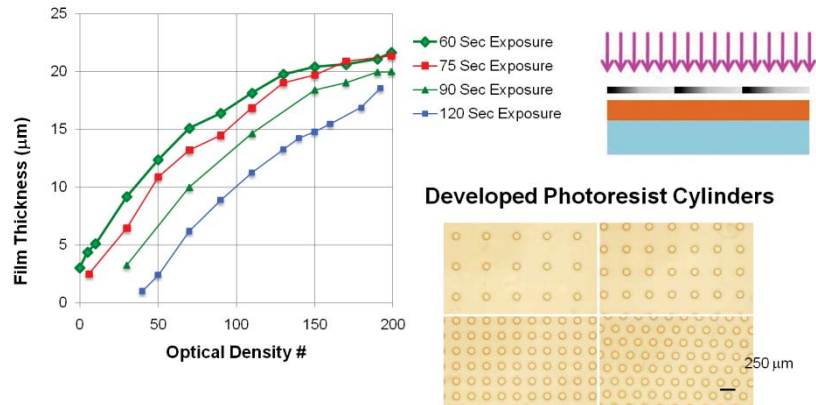 25
20
15
10
5
0
Film Thickness (μm)
0 50 100 150 200
Optical Density #
60 Sec Exposure
75 Sec Exposure
90 Sec Exposure
120 Sec Exposure
Developed Photoresist Cylinders
250 μm